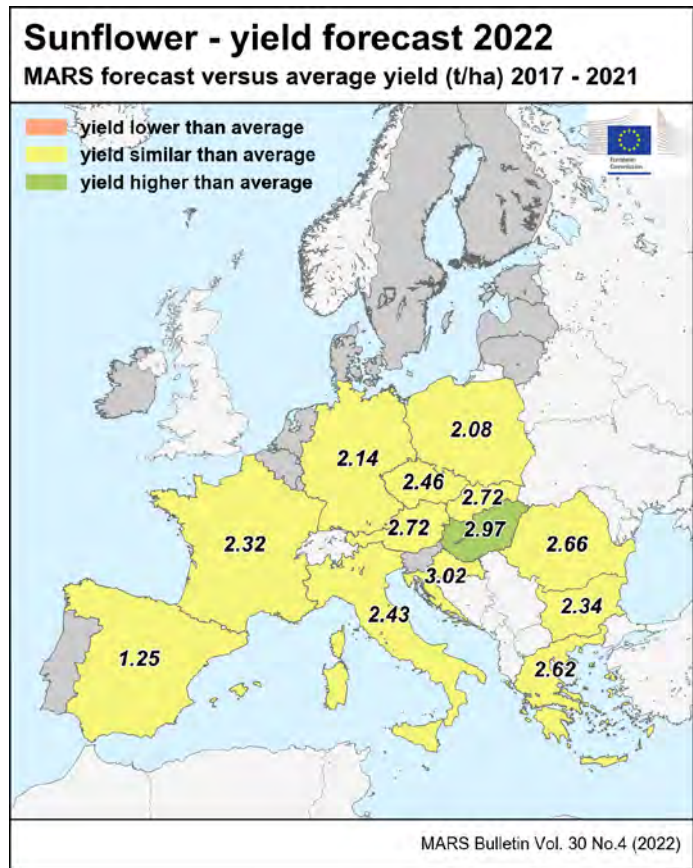 Sunflower - yield forecast 2022
MARS forecast versus average yield (t/ha) 2017 - 2021
yield lower than average
yield similar than average
yield higher than average
European
Commission
2.08
2.14
2.46
2.72
2.72
2.97
2.32
2.66
3.02
2.34
2.43
2.62
1.25
MARS Bulletin Vol. 30 No.4 (2022)